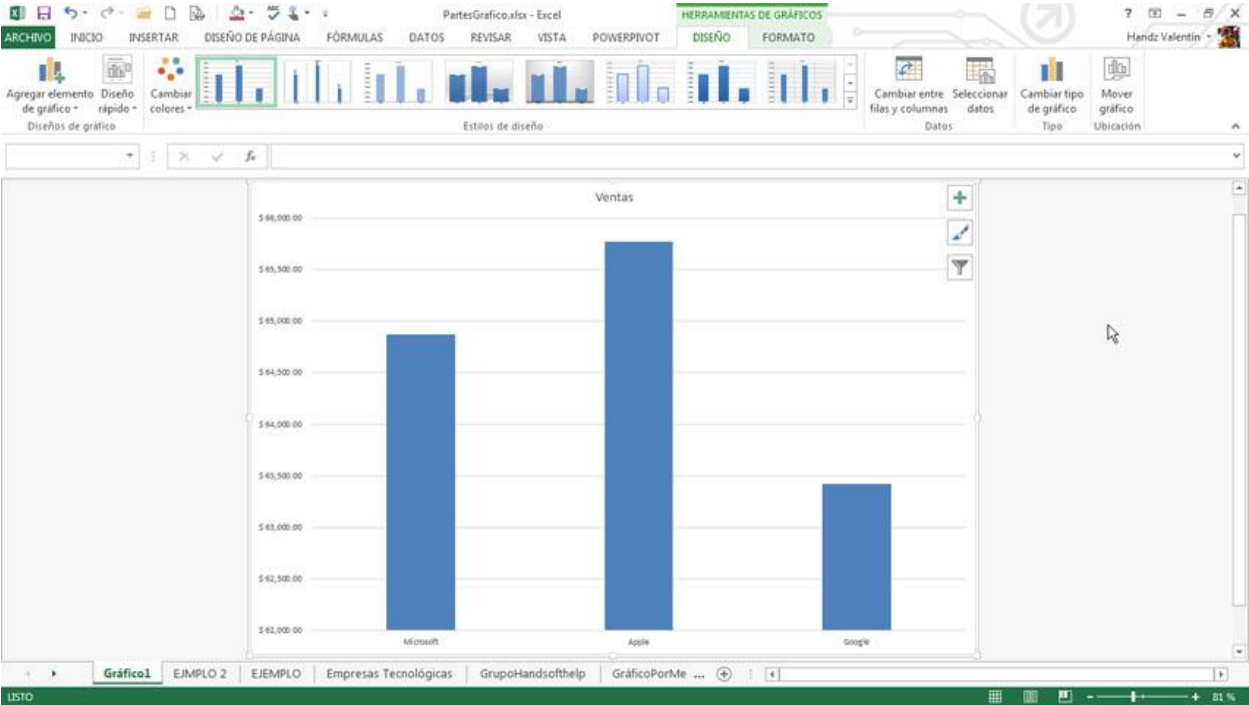 PartesGrafico.xlsx - Excel
HERRAMIENTAS DE GRÁFICOS
?
ARCHIVO INICIO INSERTAR DISEÑO DE PÁGINA FÓRMULAS DATOS REVISAR VISTA POWERPIVOT DISEÑO FORMATO Handz Valentin
Agregar elemento de gráfico
Diseño rápido
Cambiar colores
Cambiar entre filas y columnas
Seleccionar datos
Cambiar tipo de gráfico
Mover gráfico
Diseños de gráfico Estilos de diseño Datos Tipo Ubicación
fx
Ventas
$ 66,000.00
$ 65,500.00
$ 65,000.00
$ 64,500.00
$ 64,000.00
$ 63,500.00
$ 63,000.00
$ 62,500.00
$ 62,000.00
Microsoft Apple Google
Gráfico1 EJMPLO 2 EJEMPLO Empresas Tecnológicas GrupoHandsofthelp GráficoPorMe ...
LISTO 81 %